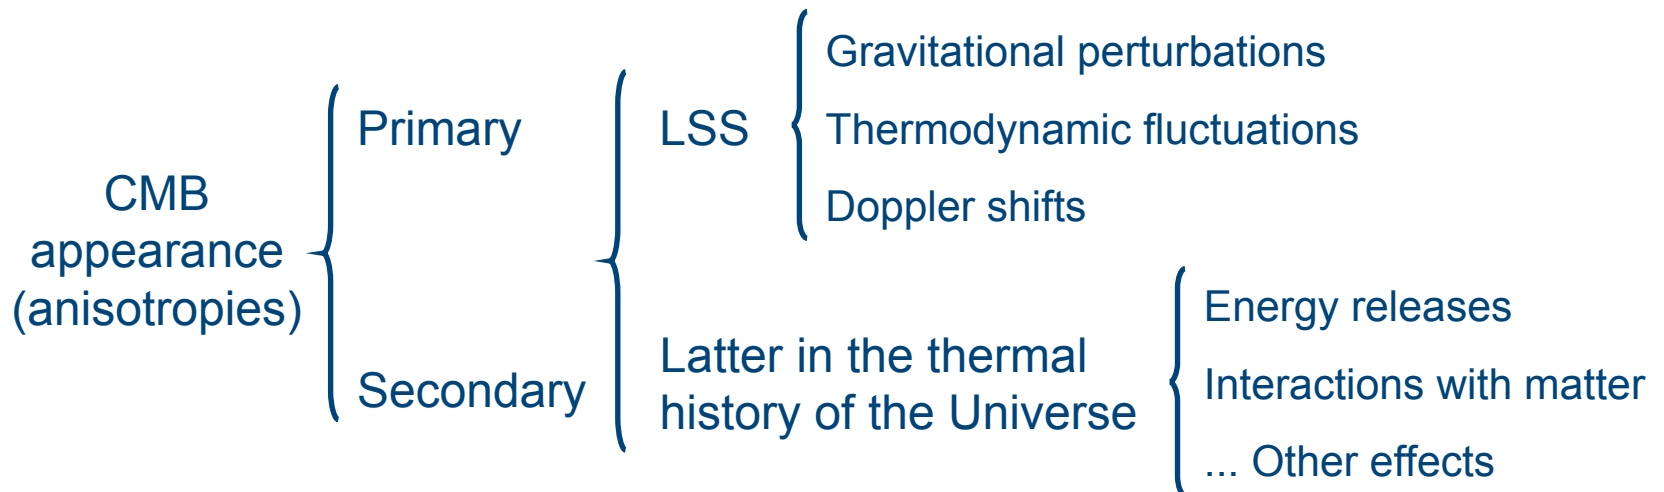 CMB
appearance
(anisotropies)
Primary
Secondary
LSS
Gravitational perturbations
Thermodynamic fluctuations
Doppler shifts
Latter in the thermal
history of the Universe
Energy releases
Interactions with matter
... Other effects